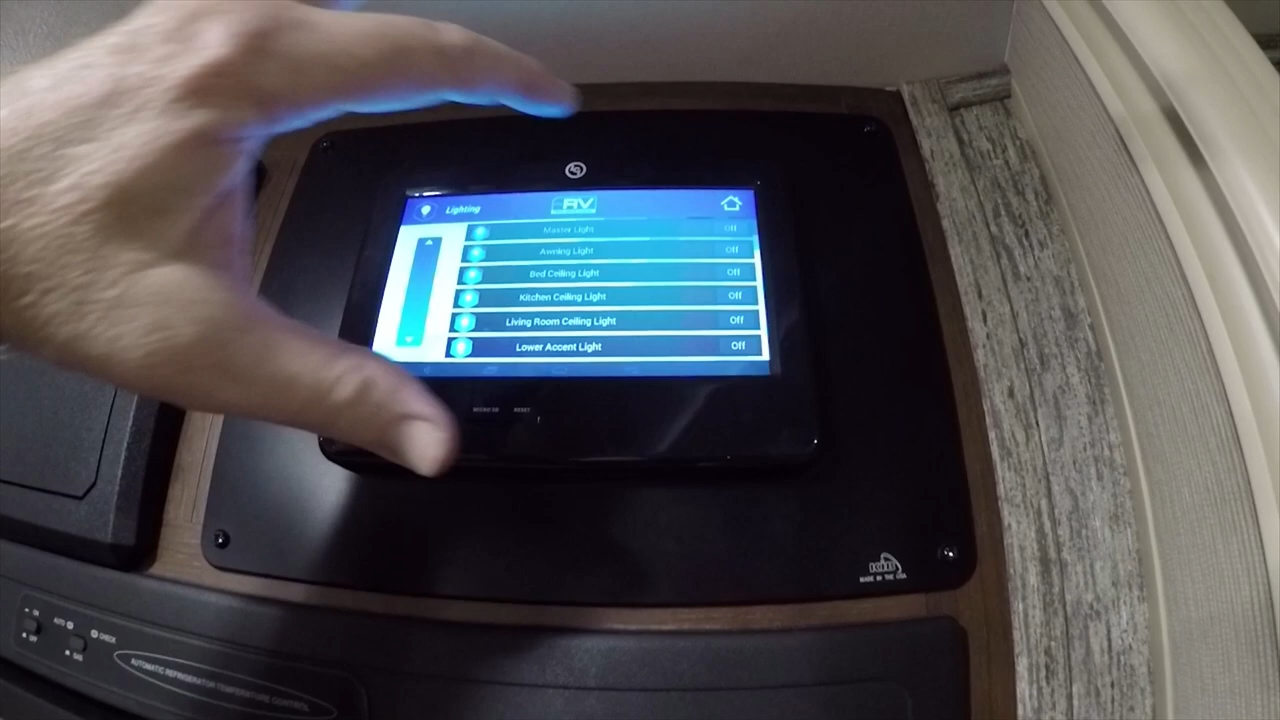 Lighting
RV
Master Light Off
Awning Light Off
Bed Ceiling Light Off
Kitchen Ceiling Light Off
Living Room Ceiling Light Off
Lower Accent Light Off
MICRO SD RESET
MADE IN THE USA
ON
OFF
AUTO
CHECK
GAS
AUTOMATIC REFRIGERATOR TEMPERATURE CONTROL